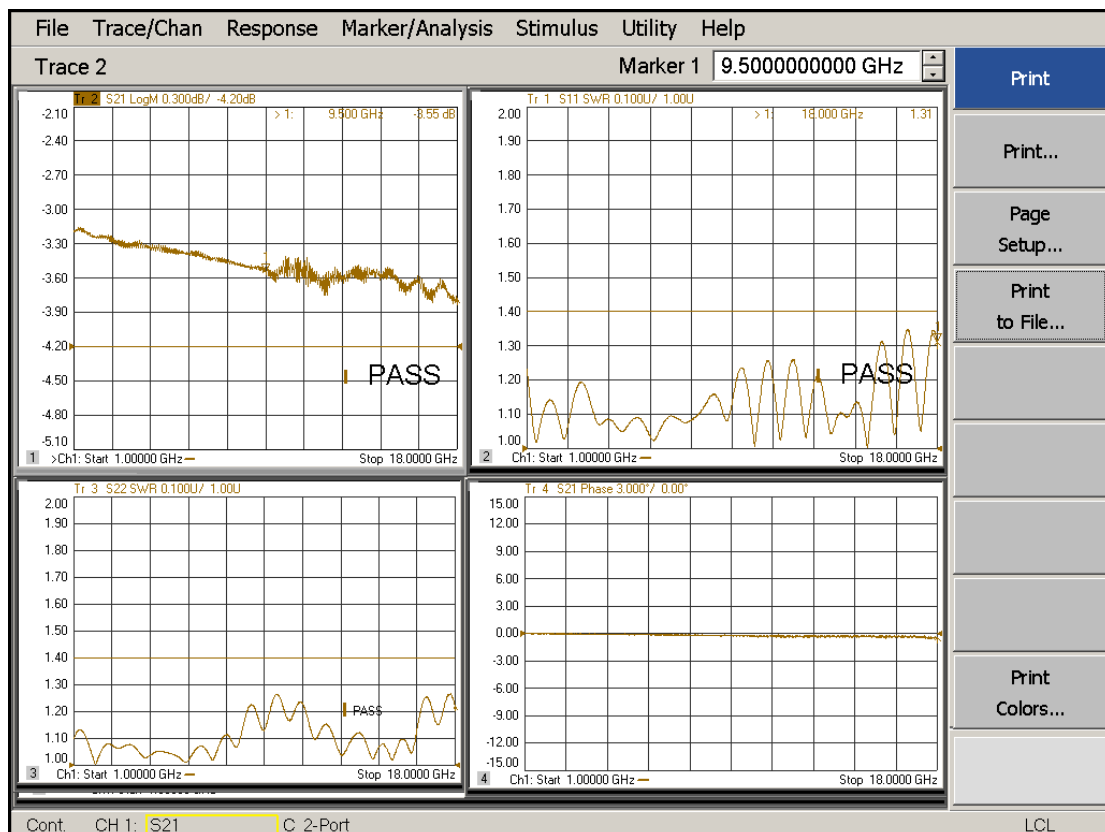 File Trace/Chan Response Marker/Analysis Stimulus Utility Help
Trace 2 Marker 1 9.5000000000 GHz
Tr 2 S21 LogM 0.300dB/ -4.20dB
> 1: 9.500 GHz -3.55 dB
-2.10
-2.40
-2.70
-3.00
-3.30
-3.60
-3.90
-4.20
-4.50
-4.80
-5.10
1
PASS
1 >Ch1: Start 1.00000 GHz Stop 18.0000 GHz
Tr 1 S11 SWR 0.100U/ 1.00U
> 1: 18.000 GHz 1.31
2.00
1.90
1.80
1.70
1.60
1.50
1.40
1.30
1.20
1.10
1.00
1
PASS
2 Ch1: Start 1.00000 GHz Stop 18.0000 GHz
Tr 3 S22 SWR 0.100U/ 1.00U
2.00
1.90
1.80
1.70
1.60
1.50
1.40
1.30
1.20
1.10
1.00
PASS
3 Ch1: Start 1.00000 GHz Stop 18.0000 GHz
Tr 4 S21 Phase 3.000°/ 0.00°
15.00
12.00
9.00
6.00
3.00
0.00
-3.00
-6.00
-9.00
-12.00
-15.00
4 Ch1: Start 1.00000 GHz Stop 18.0000 GHz
Print
Print...
Page
Setup...
Print
to File...
Print
Colors...
Cont. CH 1: S21 C 2-Port LCL